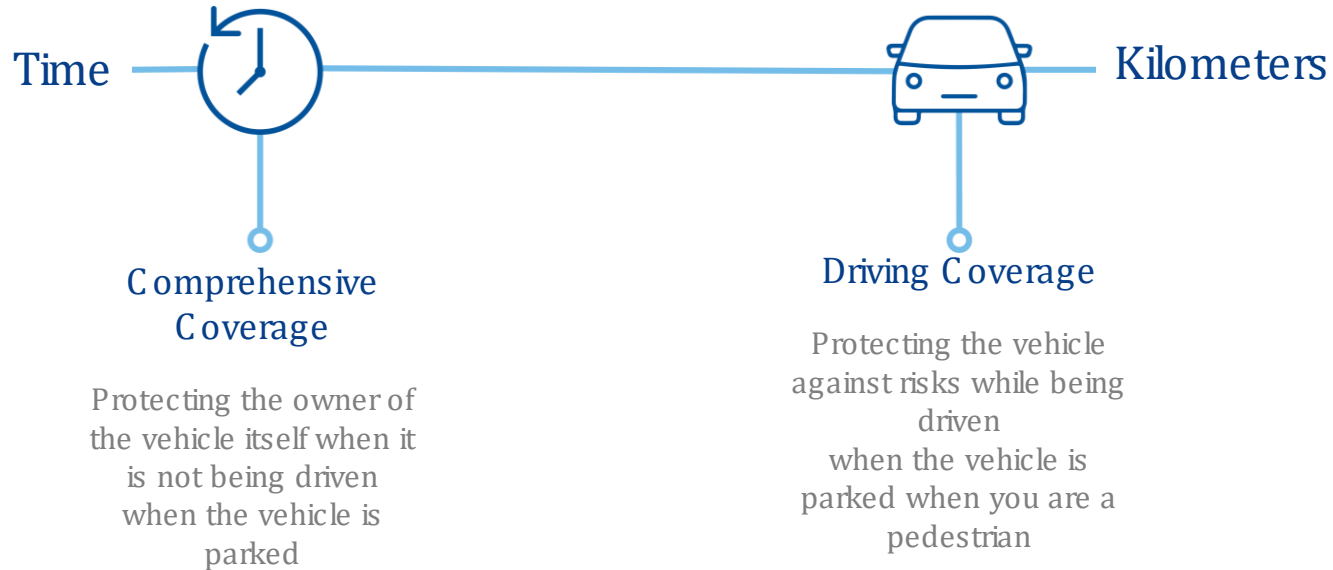 Time
Kilometers
Comprehensive
Coverage
Protecting the owner of
the vehicle itself when it
is not being driven
when the vehicle is
parked
Driving Coverage
Protecting the vehicle
against risks while being
driven
when the vehicle is
parked when you are a
pedestrian